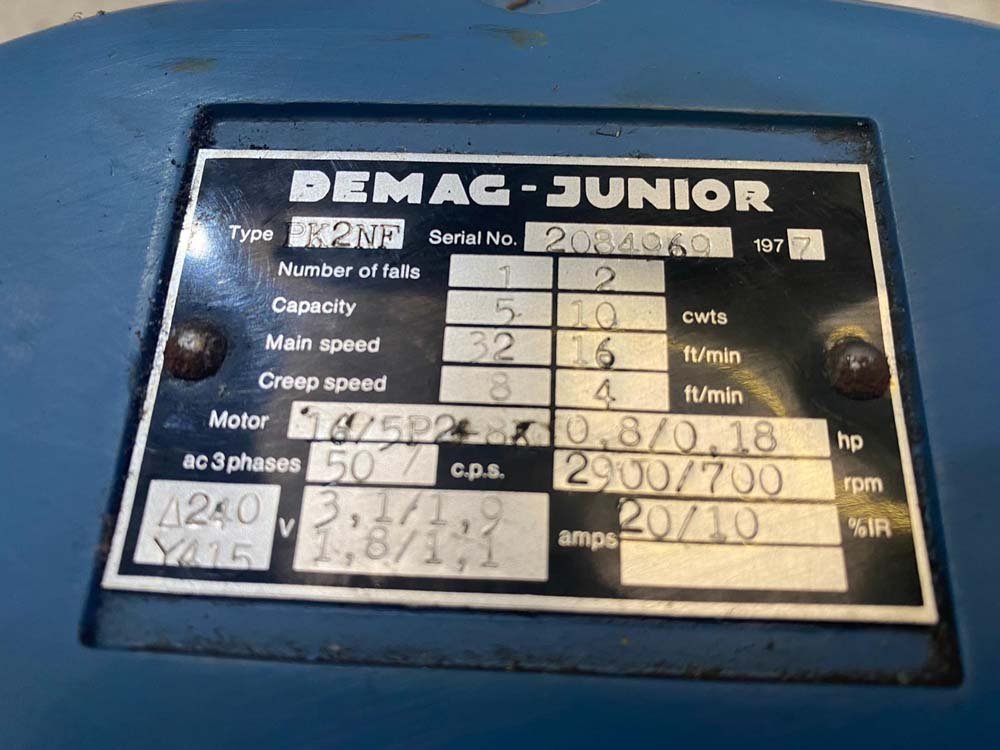 DEMAG-JUNIOR
Type PK2NF Serial No. 2084969 1977
Number of falls 1 2
Capacity 5 10 cwts
Main speed 32 16 ft/min
Creep speed 8 4 ft/min
Motor 0,8/0,18 hp
ac 3 phases 50 / c.p.s. 2900/700 rpm
Δ240 V 3,1/1,9 amps 20/10 %IR
Y415 1,8/1,1